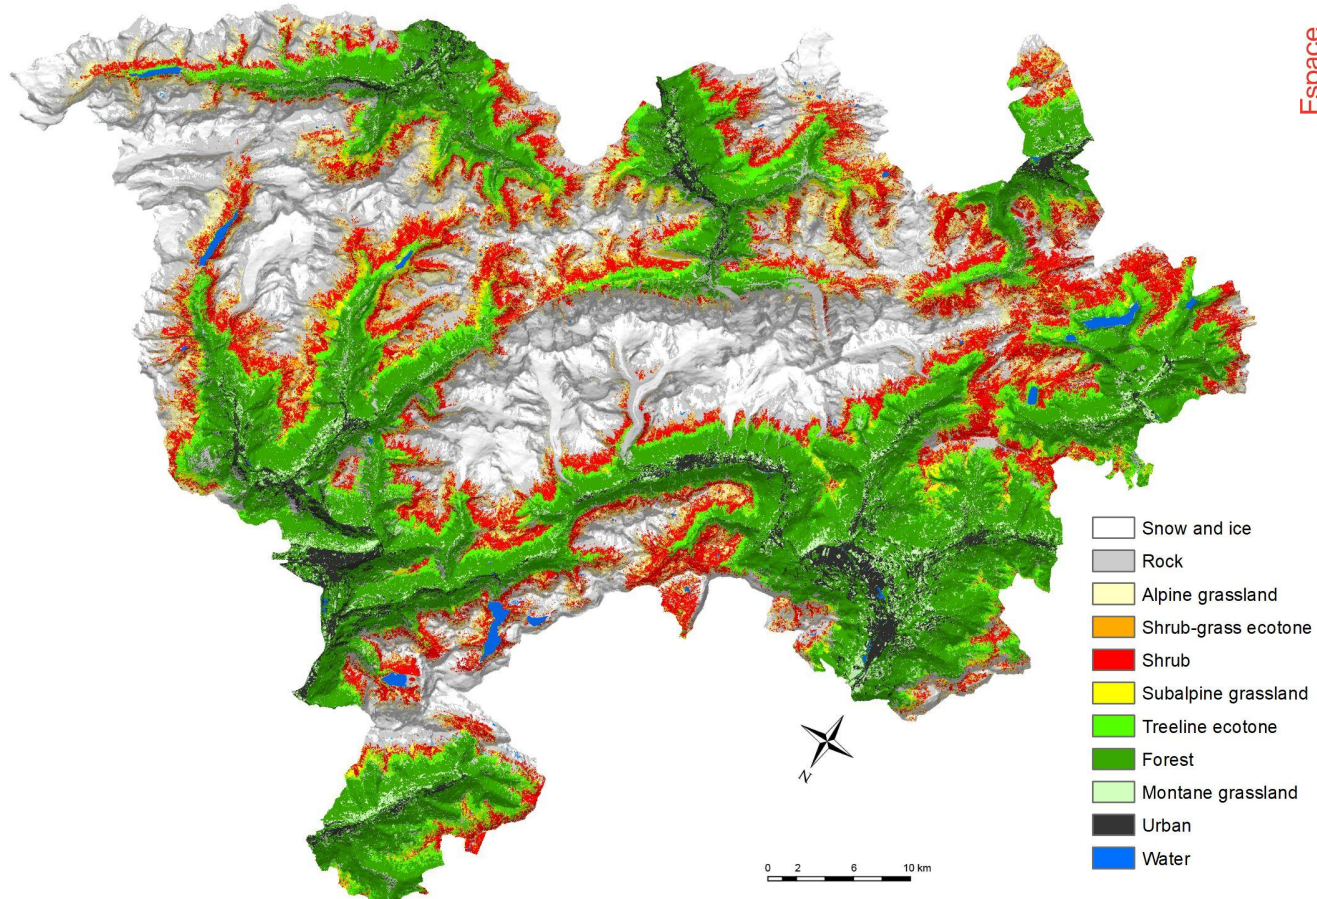 Espace
Snow and ice
Rock
Alpine grassland
Shrub-grass ecotone
Shrub
Subalpine grassland
Treeline ecotone
Forest
Montane grassland
Urban
Water
N
0 2 6 10 km